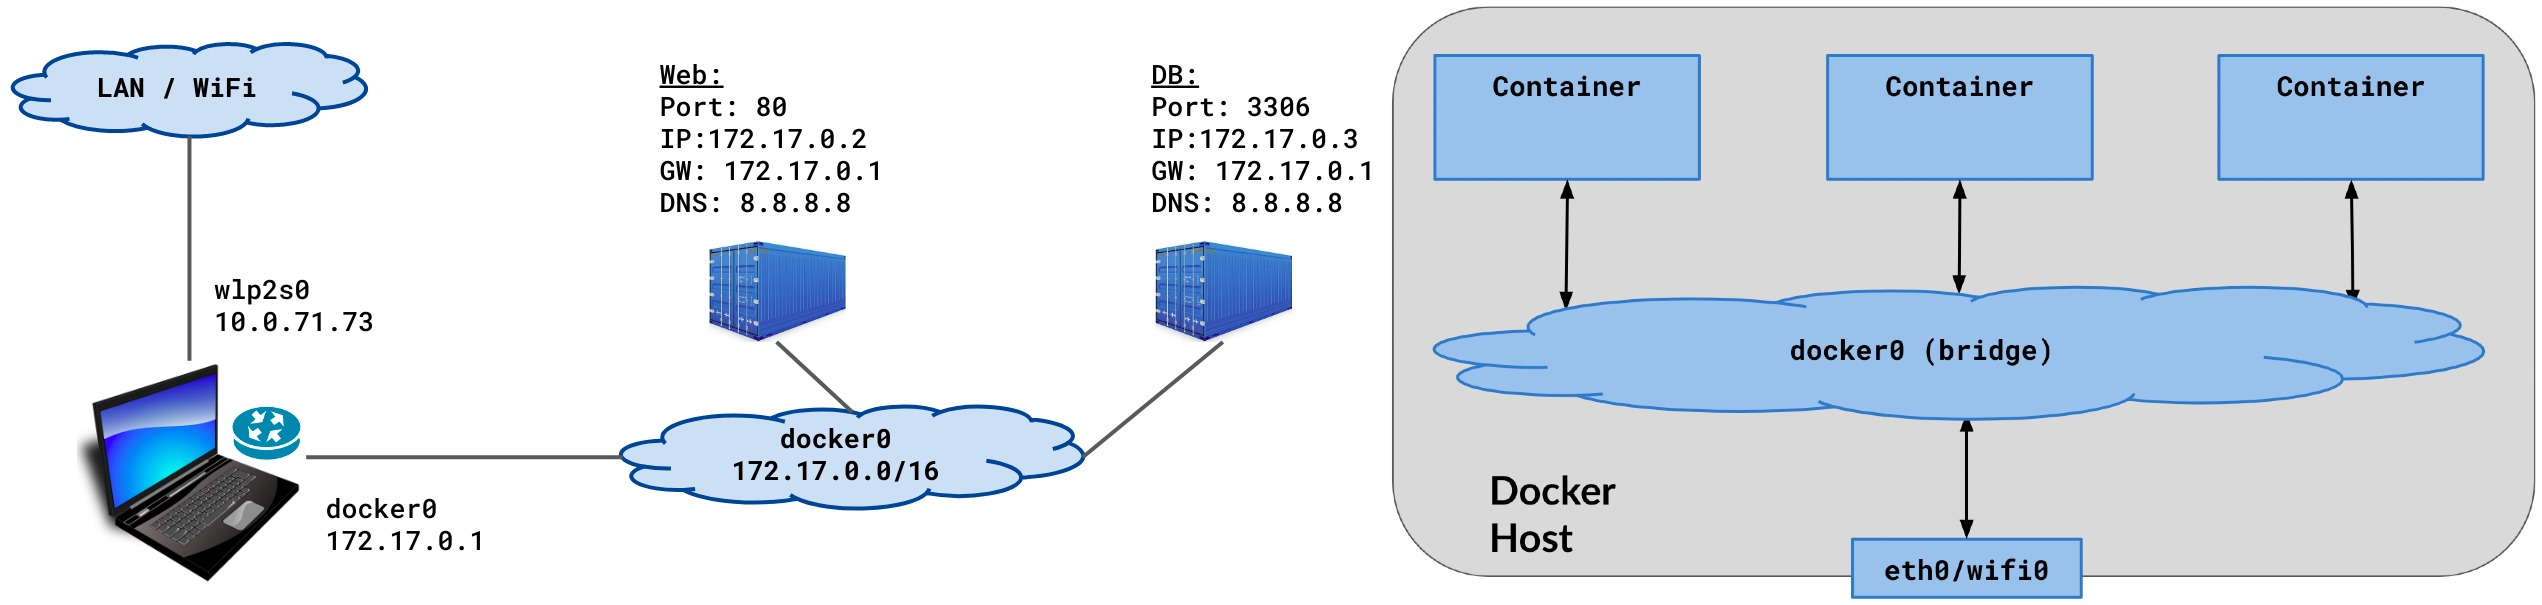 LAN / WiFi
wlp2s0
10.0.71.73
docker0
172.17.0.1
Web:
Port: 80
IP:172.17.0.2
GW: 172.17.0.1
DNS: 8.8.8.8
DB:
Port: 3306
IP:172.17.0.3
GW: 172.17.0.1
DNS: 8.8.8.8
docker0
172.17.0.0/16
Container
Container
Container
docker0 (bridge)
Docker
Host
eth0/wifi0